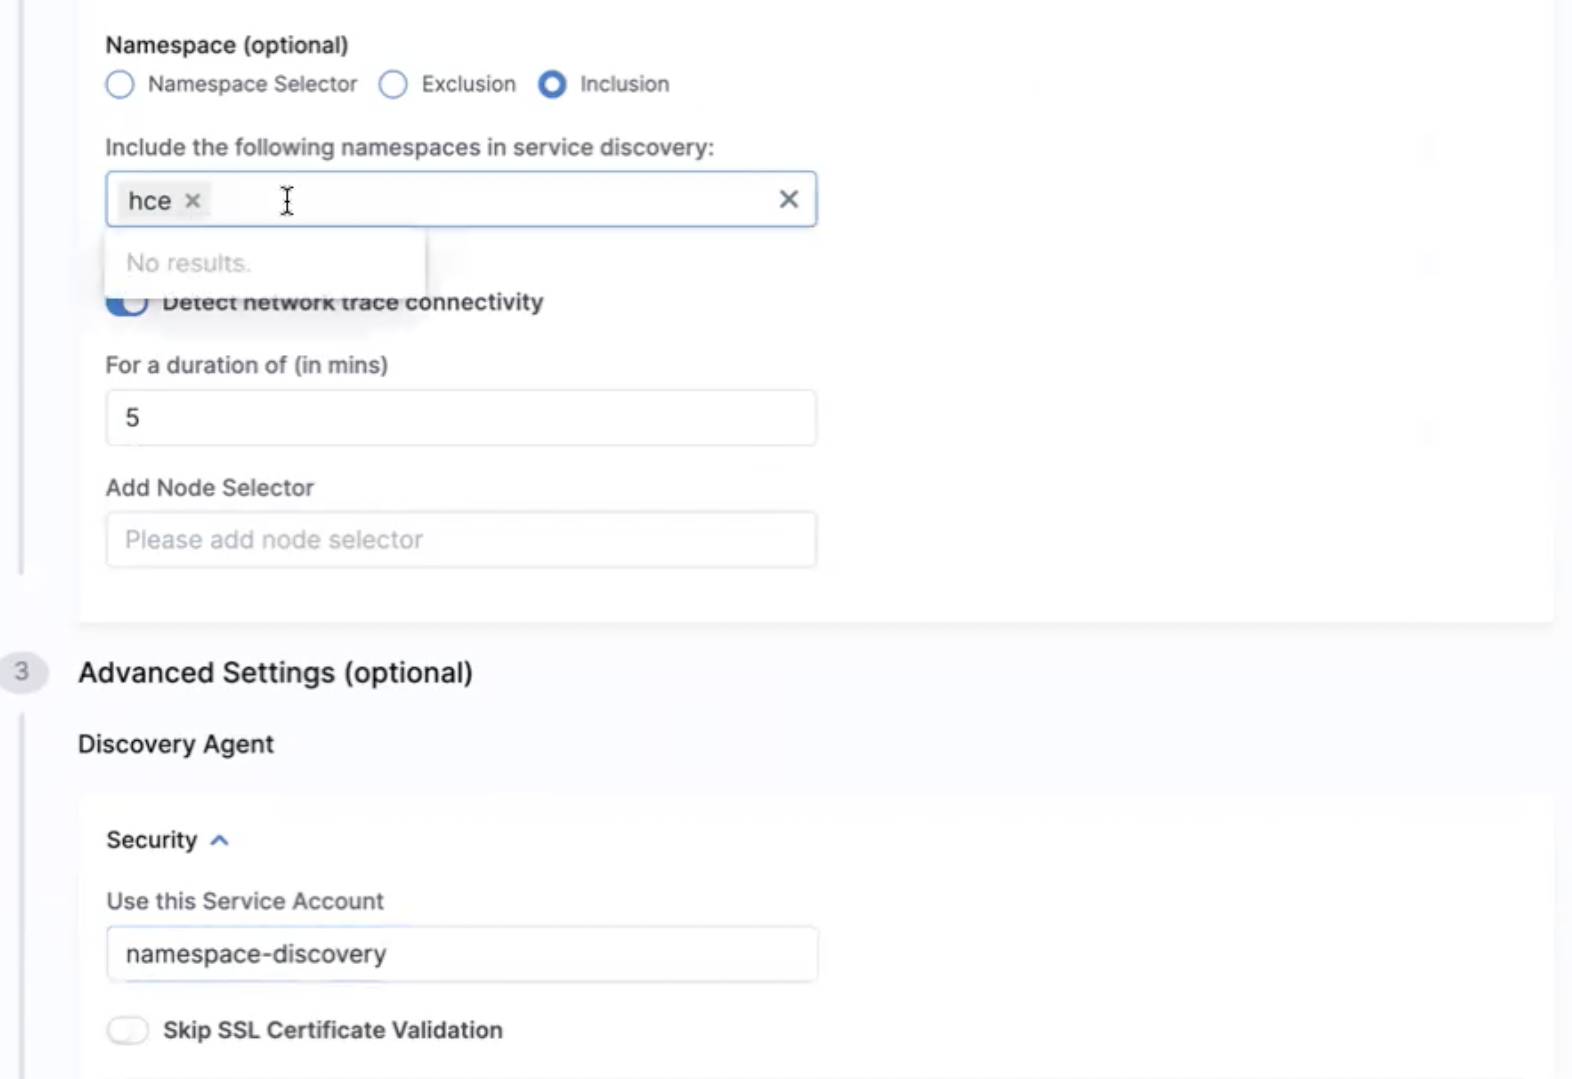 Namespace (optional)
Namespace Selector Exclusion Inclusion
Include the following namespaces in service discovery:
hce
No results.
Detect network trace connectivity
For a duration of (in mins)
5
Add Node Selector
Please add node selector
3 Advanced Settings (optional)
Discovery Agent
Security
Use this Service Account
namespace-discovery
Skip SSL Certificate Validation